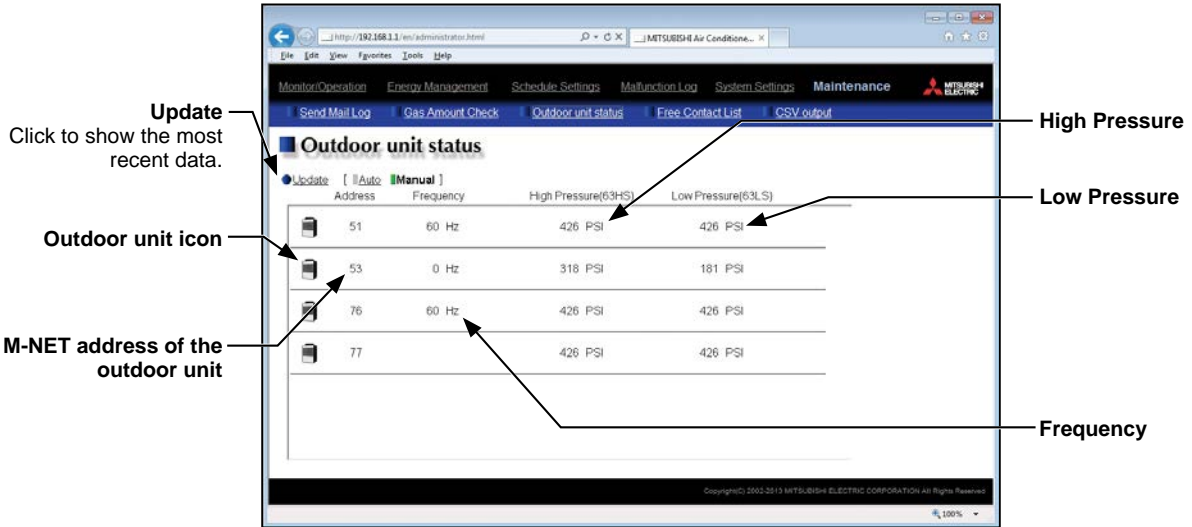 http://192.168.1.1/en/administrator.html
MITSUBISHI Air Conditione...
File Edit View Favorites Tools Help
Monitor/Operation Energy Management Schedule Settings Malfunction Log System Settings Maintenance MITSUBISHI ELECTRIC
Send Mail Log Gas Amount Check Outdoor unit status Free Contact List CSV output
Outdoor unit status
Update [ Auto Manual ]
Address Frequency High Pressure(63HS) Low Pressure(63LS)
51 60 Hz 426 PSI 426 PSI
53 0 Hz 318 PSI 181 PSI
76 60 Hz 426 PSI 426 PSI
77 426 PSI 426 PSI
Copyright(C) 2002-2013 MITSUBISHI ELECTRIC CORPORATION All Rights Reserved
100%
Update
Click to show the most
recent data.
Outdoor unit icon
M-NET address of the
outdoor unit
High Pressure
Low Pressure
Frequency